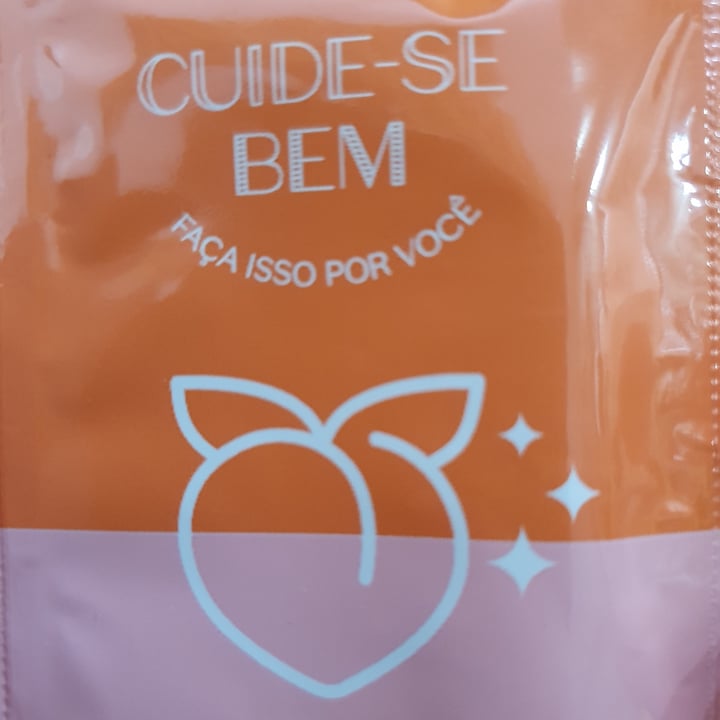 CUIDE-SE
BEM
FAÇA ISSO POR VOCÊ